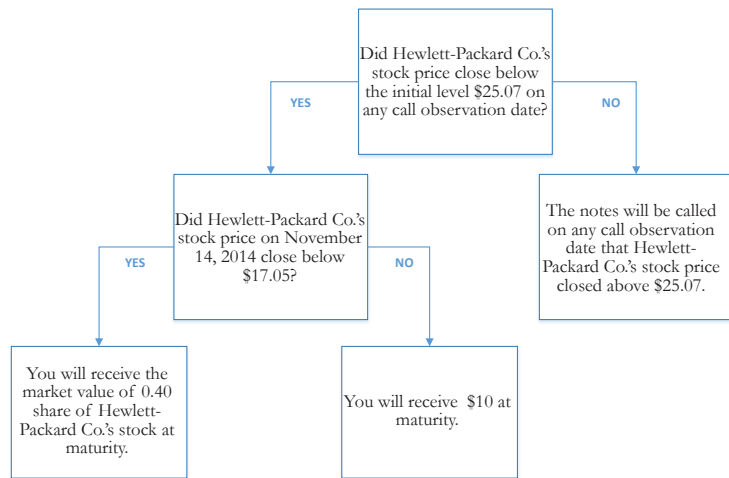 Did Hewlett-Packard Co.'s
stock price close below
the initial level $25.07 on
any call observation date?
YES
NO
Did Hewlett-Packard Co.'s
stock price on November
14, 2014 close below
$17.05?
The notes will be called
on any call observation
date that Hewlett-
Packard Co.'s stock price
closed above $25.07.
YES
NO
You will receive the
market value of 0.40
share of Hewlett-
Packard Co.'s stock at
maturity.
You will receive $10 at
maturity.